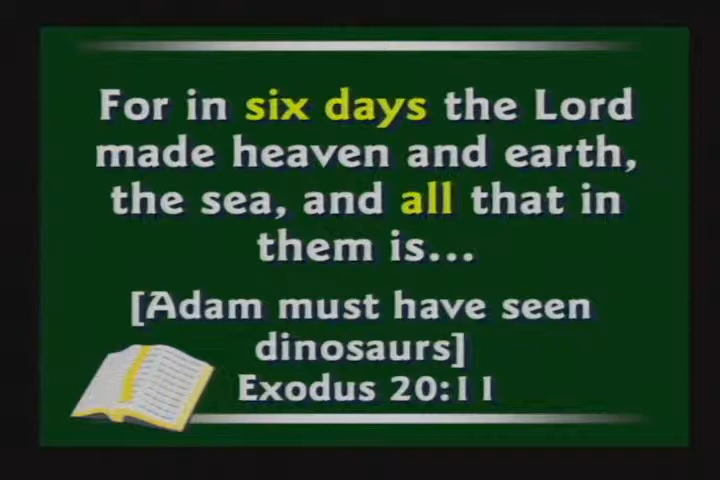 For in six days the Lord
made heaven and earth,
the sea, and all that in
them is...
[Adam must have seen
dinosaurs]
Exodus 20:11